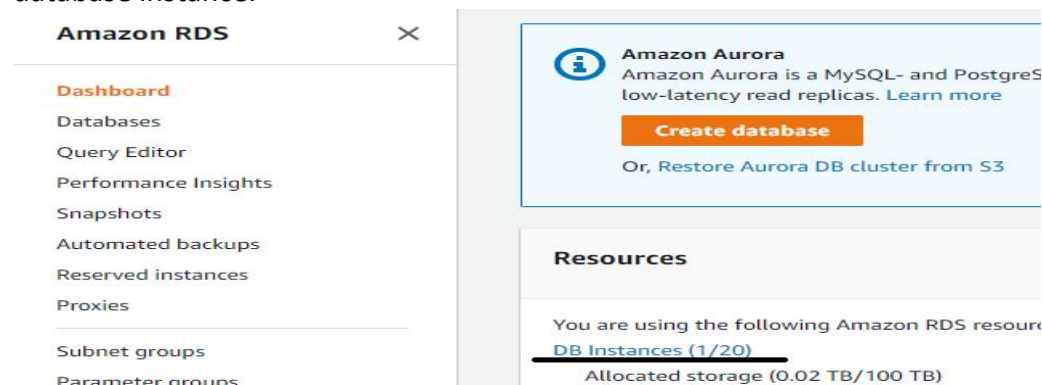 database instance.
Amazon RDS
Dashboard
Databases
Query Editor
Performance Insights
Snapshots
Automated backups
Reserved instances
Proxies
Subnet groups
Parameter groups
Amazon Aurora
Amazon Aurora is a MySQL- and PostgreS
low-latency read replicas. Learn more
Create database
Or, Restore Aurora DB cluster from S3
Resources
You are using the following Amazon RDS resour
DB Instances (1/20)
Allocated storage (0.02 TB/100 TB)